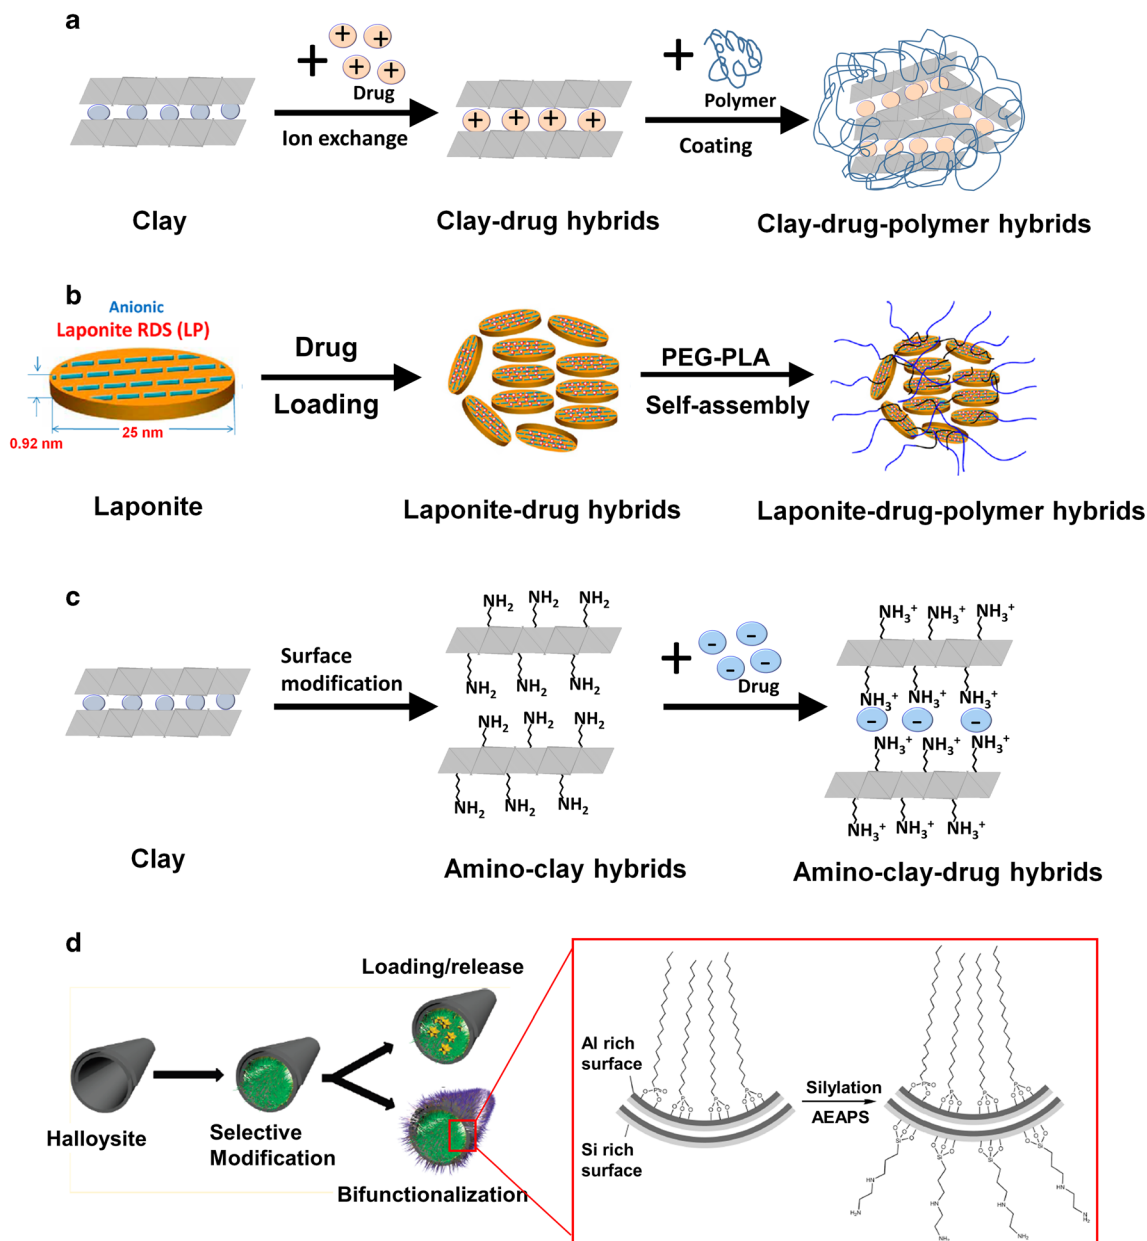 a
+
+ + + +
Drug
Ion exchange
+ + + +
+
Polymer
Coating
Clay
Clay-drug hybrids
Clay-drug-polymer hybrids
b
Anionic
Laponite RDS (LP)
0.92 nm
25 nm
Drug
Loading
PEG-PLA
Self-assembly
Laponite
Laponite-drug hybrids
Laponite-drug-polymer hybrids
c
Surface
modification
NH₂ NH₂ NH₂
NH₂ NH₂ NH₂
NH₂ NH₂ NH₂
NH₂ NH₂ NH₂
+
- - - -
Drug
NH₃⁺ NH₃⁺ NH₃⁺
NH₃⁺ NH₃⁺ NH₃⁺
- - -
NH₃⁺ NH₃⁺ NH₃⁺
NH₃⁺ NH₃⁺ NH₃⁺
Clay
Amino-clay hybrids
Amino-clay-drug hybrids
d
Loading/release
Halloysite
Selective
Modification
Bifunctionalization
Al rich
surface
Si rich
surface
Silylation
AEAPS